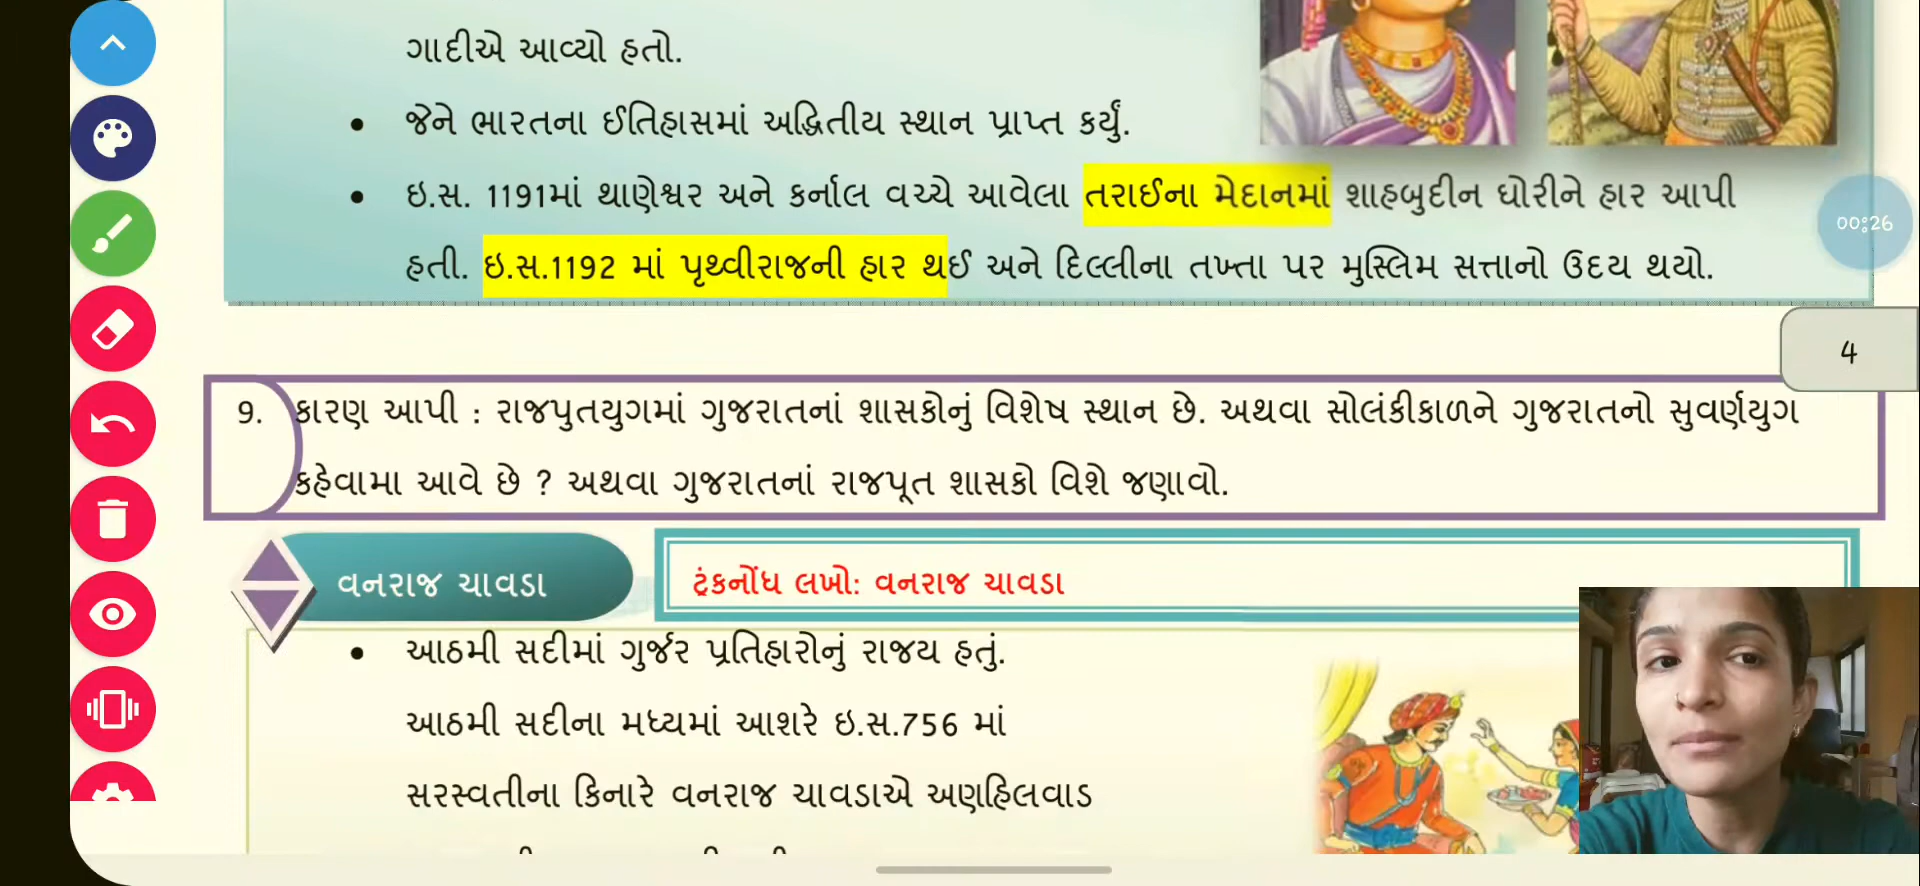 ગાદીએ આવ્યો હતો.
• જેને ભારતના ઈતિહાસમાં અદ્વિતીય સ્થાન પ્રાપ્ત કર્યું.
• ઇ.સ. 1191માં થાણેશ્વર અને કર્નાલ વચ્ચે આવેલા તરાઈના મેદાનમાં શાહબુદીન ઘોરીને હાર આપી
હતી. ઇ.સ.1192 માં પૃથ્વીરાજની હાર થઈ અને દિલ્લીના તખ્તા પર મુસ્લિમ સત્તાનો ઉદય થયો.
00:26
4
9. કારણ આપી : રાજપુતયુગમાં ગુજરાતનાં શાસકોનું વિશેષ સ્થાન છે. અથવા સોલંકીકાળને ગુજરાતનો સુવર્ણયુગ
કહેવામા આવે છે ? અથવા ગુજરાતનાં રાજપૂત શાસકો વિશે જણાવો.
વનરાજ ચાવડા
ટૂંકનોંધ લખો: વનરાજ ચાવડા
• આઠમી સદીમાં ગુર્જર પ્રતિહારોનું રાજય હતું.
આઠમી સદીના મધ્યમાં આશરે ઇ.સ.756 માં
સરસ્વતીના કિનારે વનરાજ ચાવડાએ અણહિલવાડ